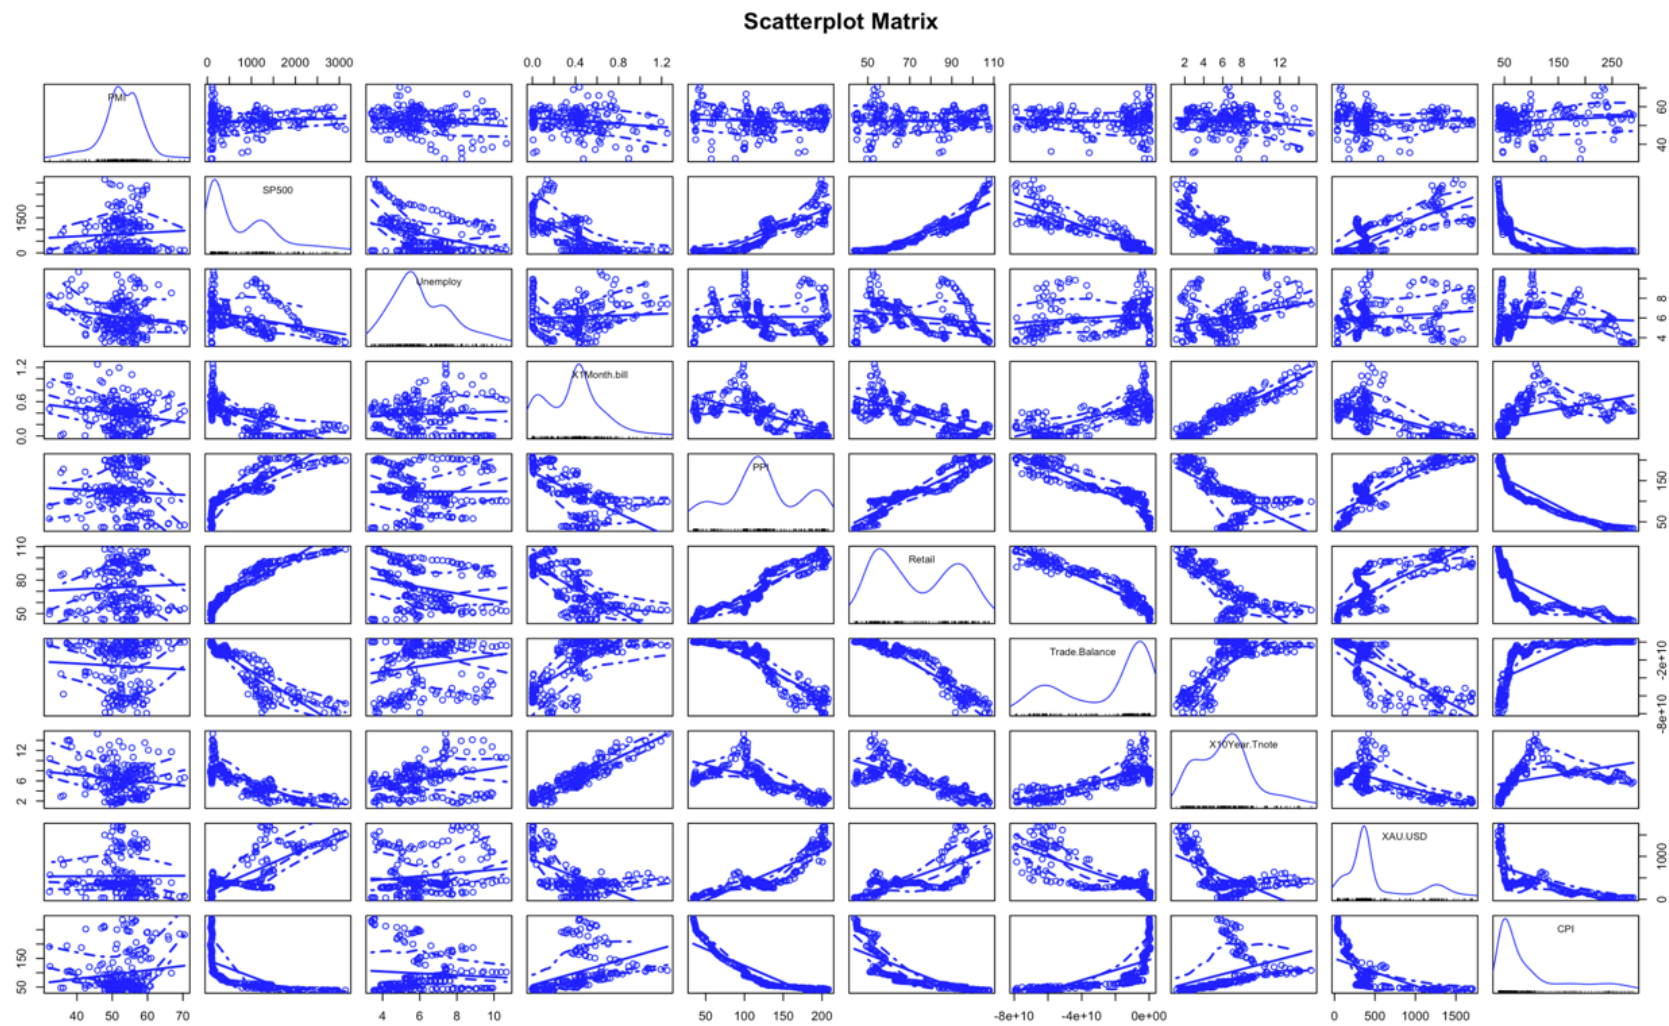 Scatterplot Matrix
0 1000 2000 3000
0.0 0.4 0.8 1.2
50 70 90 110
2 4 6 8 12
50 150 250
PMI
40 60
0 1500
SP500
Unemploy
4 6 8
0.0 0.6 1.2
X1Month.bill
PPI
50 150
50 80 110
Retail
Trade.Balance
-8e+10 -2e+10
2 6 12
X10Year.Tnote
XAU.USD
0 1000
50 150
CPI
40 50 60 70
4 6 8 10
50 100 150 200
-8e+10 -4e+10 0e+00
0 500 1000 1500